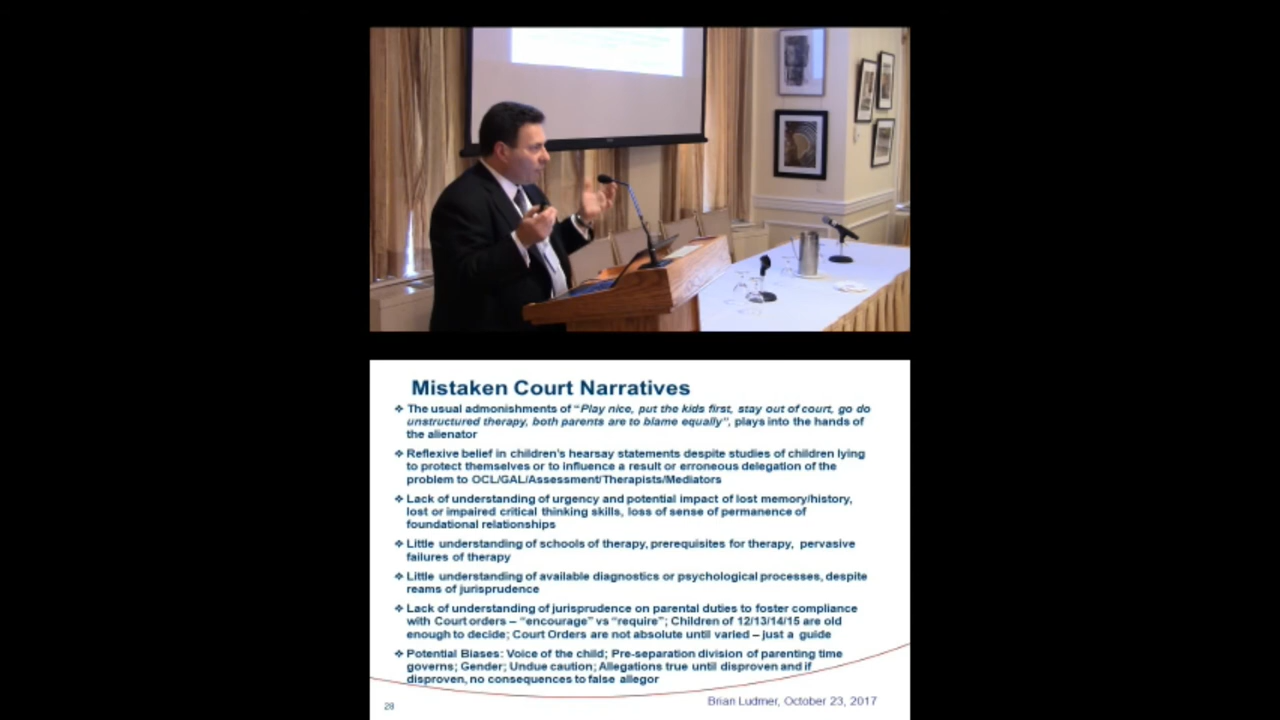 Mistaken Court Narratives
❖ The usual admonishments of "Play nice, put the kids first, stay out of court, go do
unstructured therapy, both parents are to blame equally", plays into the hands of
the alienator
❖ Reflexive belief in children's hearsay statements despite studies of children lying
to protect themselves or to influence a result or erroneous delegation of the
problem to OCL/GAL/Assessment/Therapists/Mediators
❖ Lack of understanding of urgency and potential impact of lost memory/history,
lost or impaired critical thinking skills, loss of sense of permanence of
foundational relationships
❖ Little understanding of schools of therapy, prerequisites for therapy, pervasive
failures of therapy
❖ Little understanding of available diagnostics or psychological processes, despite
reams of jurisprudence
❖ Lack of understanding of jurisprudence on parental duties to foster compliance
with Court orders – "encourage" vs "require"; Children of 12/13/14/15 are old
enough to decide; Court Orders are not absolute until varied – just a guide
❖ Potential Biases: Voice of the child; Pre-separation division of parenting time
governs; Gender; Undue caution; Allegations true until disproven and if
disproven, no consequences to false allegor
28
Brian Ludmer, October 23, 2017